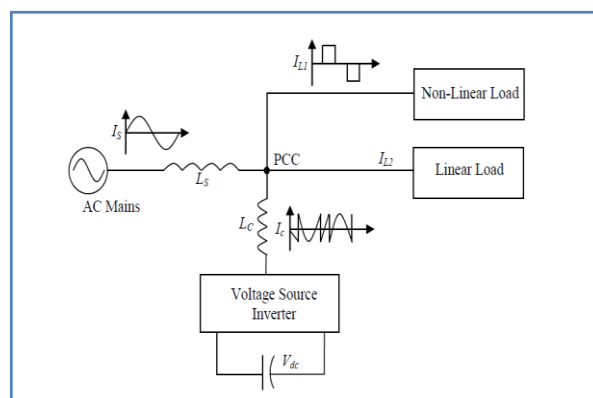 I_L1
Non-Linear Load
I_S
PCC
I_L2
Linear Load
L_S
AC Mains
L_C
I_c
Voltage Source
Inverter
V_dc